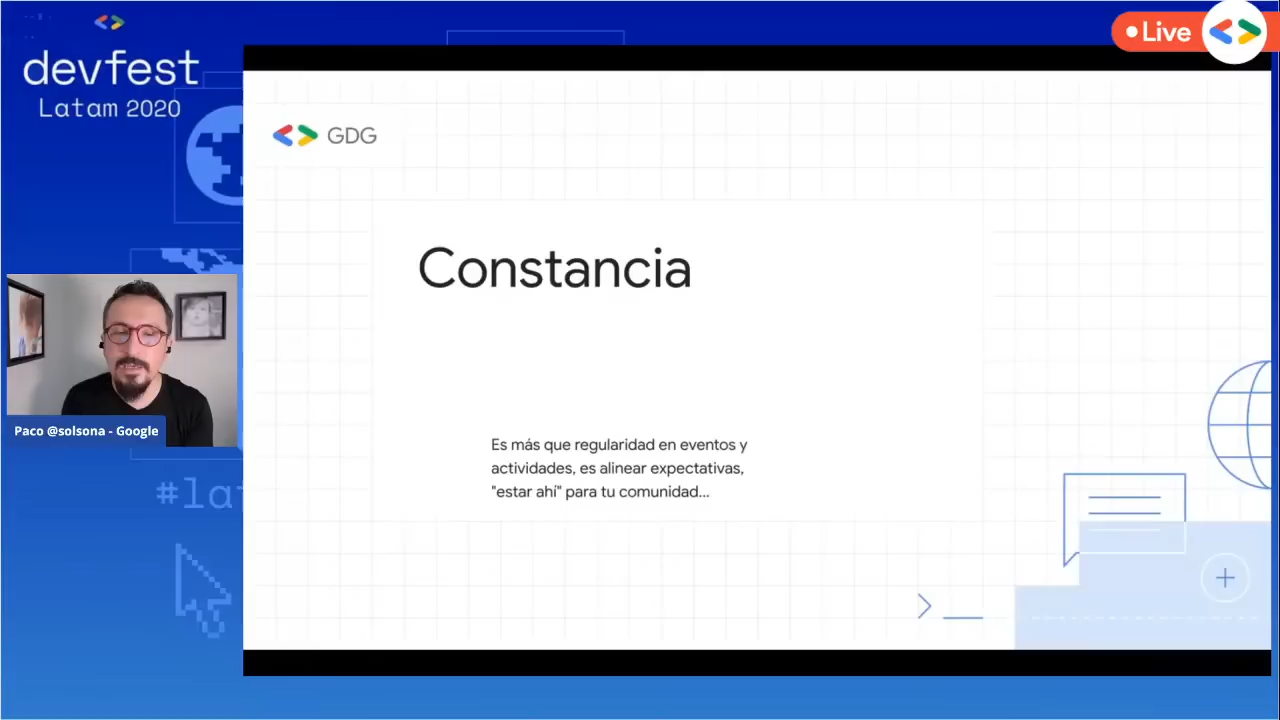 devfest
Latam 2020
Live
GDG
Constancia
Es más que regularidad en eventos y
actividades, es alinear expectativas,
"estar ahí" para tu comunidad...
Paco @solsona - Google
#la